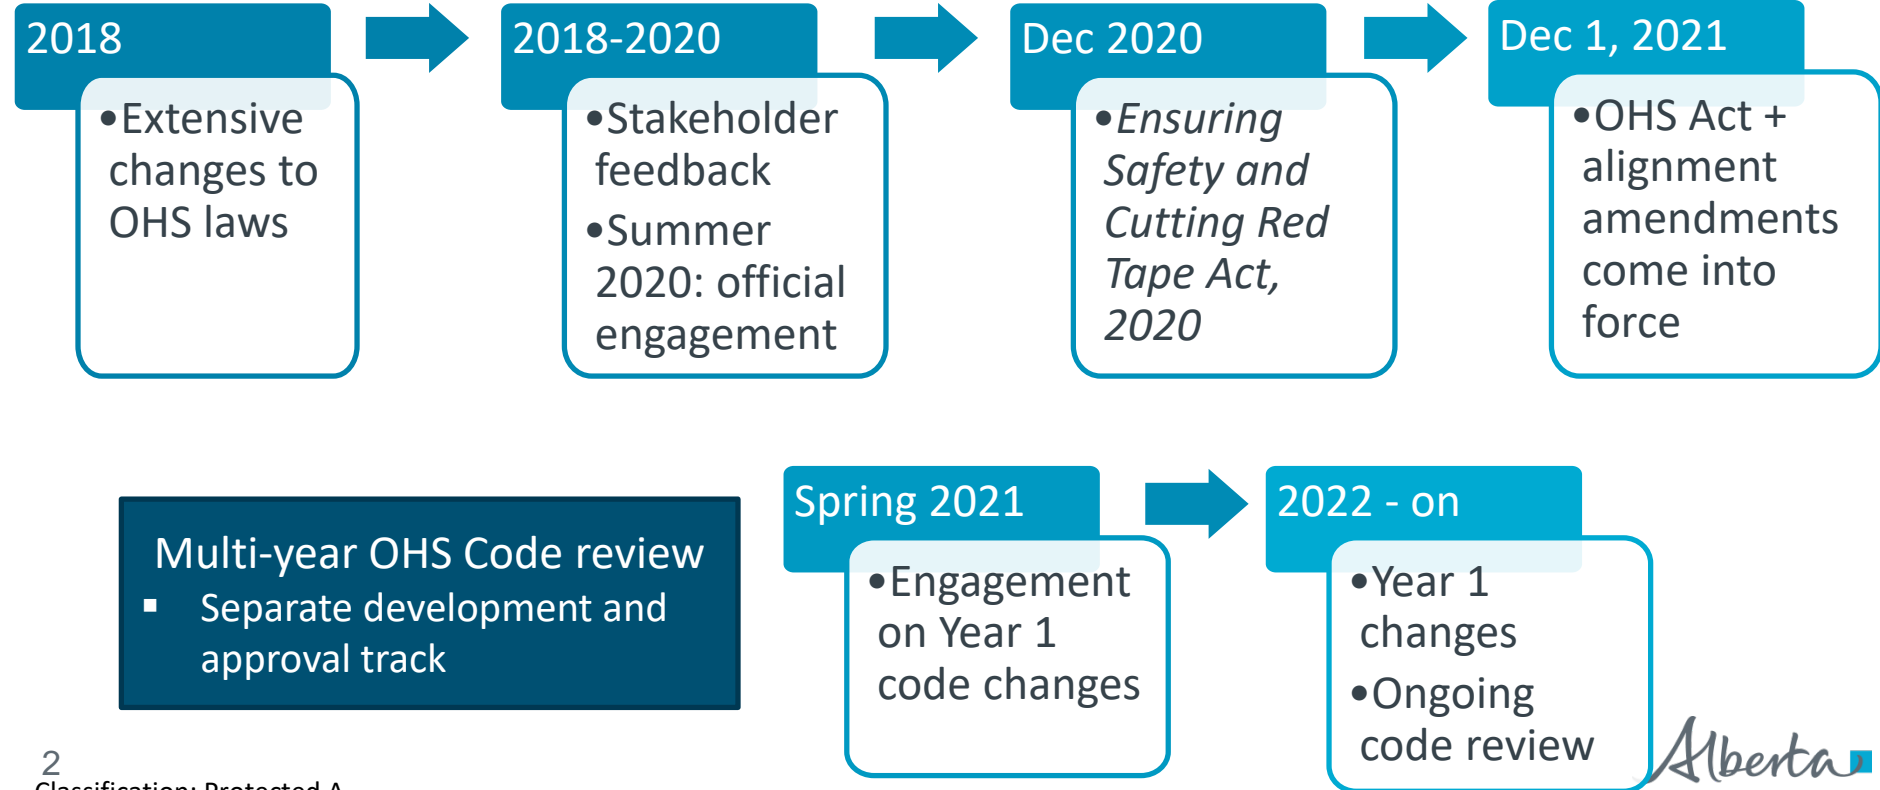 2018
•Extensive
changes to
OHS laws
2018-2020
•Stakeholder
feedback
•Summer
2020: official
engagement
Dec 2020
•Ensuring
Safety and
Cutting Red
Tape Act,
2020
Dec 1, 2021
•OHS Act +
alignment
amendments
come into
force
Multi-year OHS Code review
▪ Separate development and
approval track
Spring 2021
•Engagement
on Year 1
code changes
2022 - on
•Year 1
changes
•Ongoing
code review
2
Classification: Protected A
Alberta